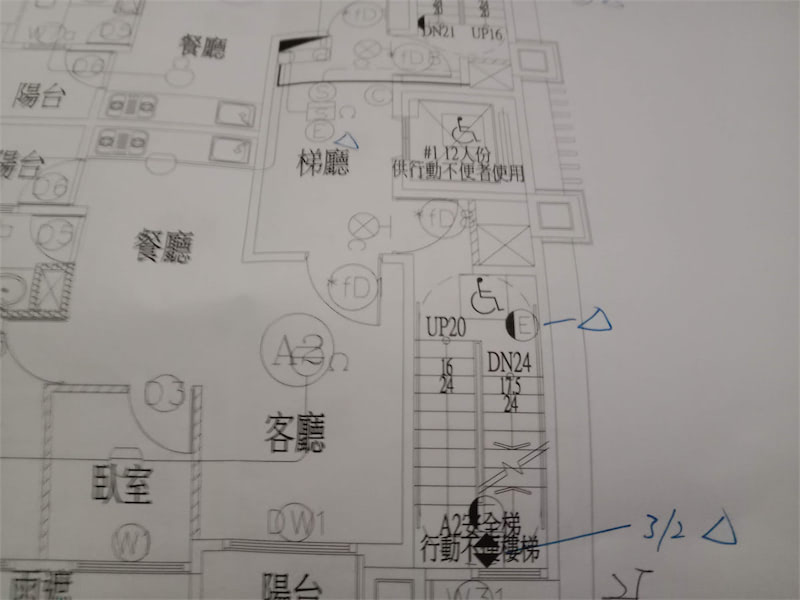 DN21 UP16
餐廳
陽台
S
C
E
#1 12人份
供行動不便者使用
梯廳
陽台
D6
D5
fD
餐廳
fD
UP20
E
DN24
A2
16
24
17.5
24
D3
客廳
臥室
DW1
W1
A2安全梯
行動不便樓梯
3/2
陽台
W31